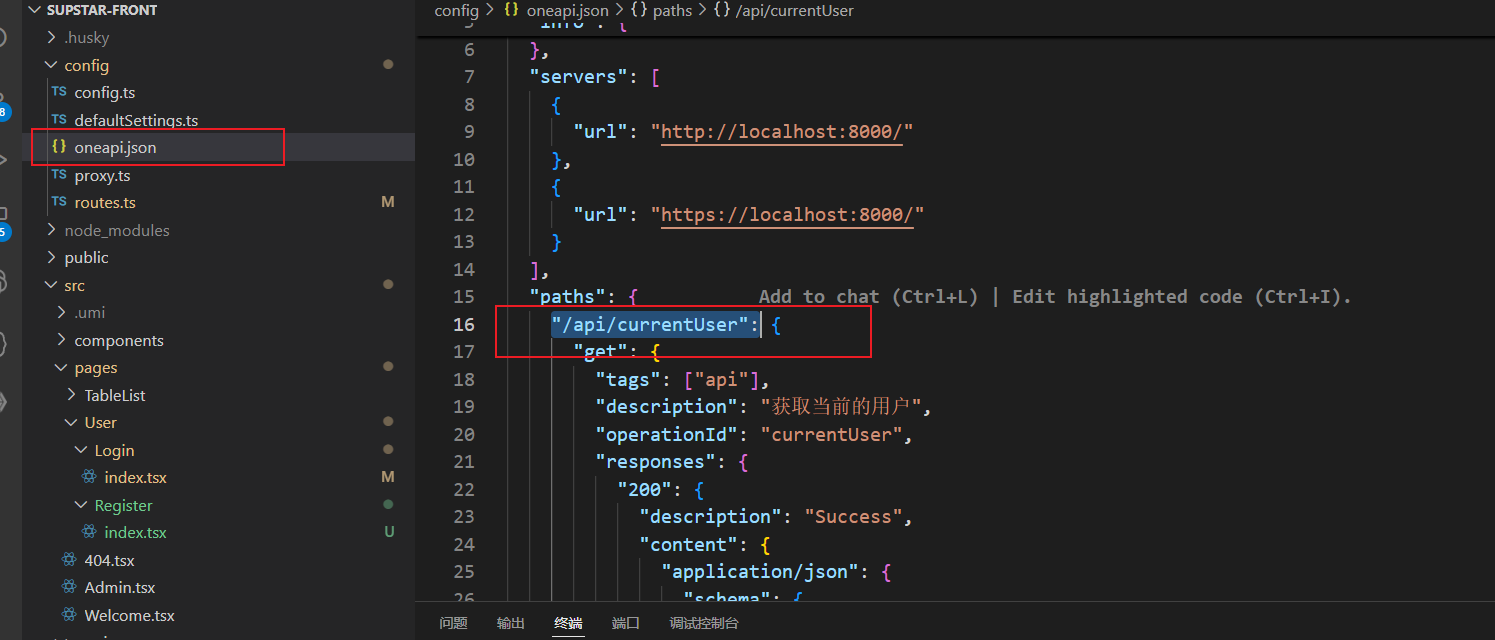 SUPSTAR-FRONT
.husky
config
TS config.ts
TS defaultSettings.ts
{} oneapi.json
TS proxy.ts
TS routes.ts M
node_modules
public
src
.umi
components
pages
TableList
User
Login
index.tsx M
Register
index.tsx U
404.tsx
Admin.tsx
Welcome.tsx
8
5
config > {} oneapi.json > {} paths > {} /api/currentUser
5 "info": {
6 },
7 "servers": [
8 {
9 "url": "http://localhost:8000/"
10 },
11 {
12 "url": "https://localhost:8000/"
13 }
14 ],
15 "paths": { Add to chat (Ctrl+L) | Edit highlighted code (Ctrl+I).
16 "/api/currentUser": {
17 "get": {
18 "tags": ["api"],
19 "description": "获取当前的用户",
20 "operationId": "currentUser",
21 "responses": {
22 "200": {
23 "description": "Success",
24 "content": {
25 "application/json": {
26 "schema": {
问题 输出 终端 端口 调试控制台